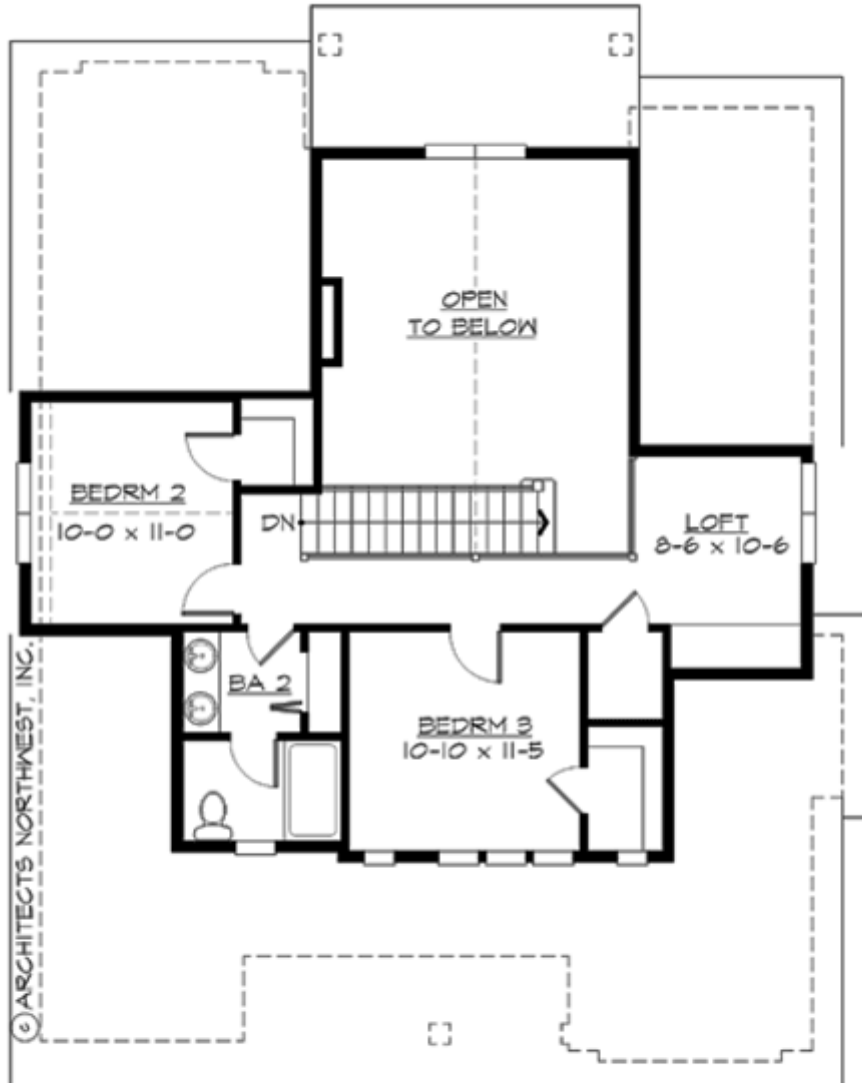 OPEN
TO BELOW
BEDRM 2
10-0 x 11-0
DN
LOFT
8-6 x 10-6
BA 2
BEDRM 3
10-10 x 11-5
© ARCHITECTS NORTHWEST, INC.